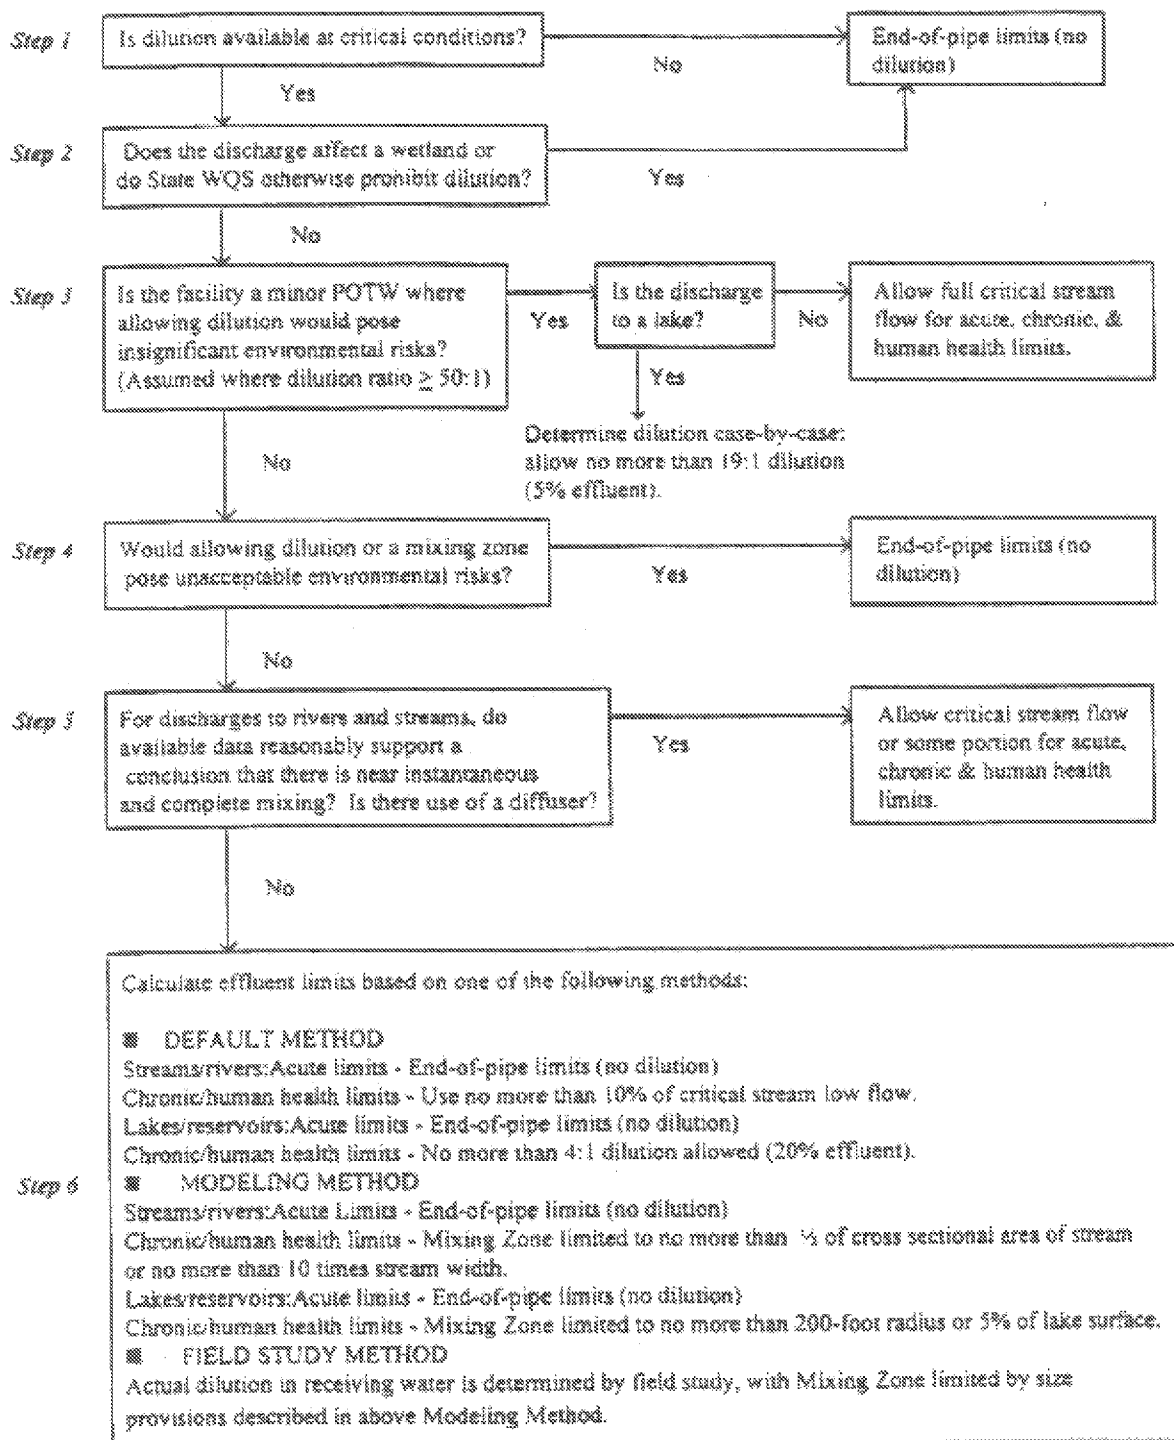 Step 1
Is dilution available at critical conditions?
No
End-of-pipe limits (no
dilution)
Yes
Step 2
Does the discharge affect a wetland or
do State WQS otherwise prohibit dilution?
Yes
No
Step 3
Is the facility a minor POTW where
allowing dilution would pose
insignificant environmental risks?
(Assumed where dilution ratio ≥ 50:1)
Yes
Is the discharge
to a lake?
No
Allow full critical stream
flow for acute, chronic, &
human health limits.
Yes
Determine dilution case-by-case:
allow no more than 19:1 dilution
(5% effluent).
No
Step 4
Would allowing dilution or a mixing zone
pose unacceptable environmental risks?
Yes
End-of-pipe limits (no
dilution)
No
Step 5
For discharges to rivers and streams, do
available data reasonably support a
conclusion that there is near instantaneous
and complete mixing? Is there use of a diffuser?
Yes
Allow critical stream flow
or some portion for acute,
chronic & human health
limits.
No
Step 6
Calculate effluent limits based on one of the following methods:
■ DEFAULT METHOD
Streams/rivers:Acute limits - End-of-pipe limits (no dilution)
Chronic/human health limits - Use no more than 10% of critical stream low flow.
Lakes/reservoirs:Acute limits - End-of-pipe limits (no dilution)
Chronic/human health limits - No more than 4:1 dilution allowed (20% effluent).
■ MODELING METHOD
Streams/rivers:Acute Limits - End-of-pipe limits (no dilution)
Chronic/human health limits - Mixing Zone limited to no more than of cross sectional area of stream
or no more than 10 times stream width.
Lakes/reservoirs:Acute limits - End-of-pipe limits (no dilution)
Chronic/human health limits - Mixing Zone limited to no more than 200-foot radius or 5% of lake surface.
■ FIELD STUDY METHOD
Actual dilution in receiving water is determined by field study, with Mixing Zone limited by size
provisions described in above Modeling Method.